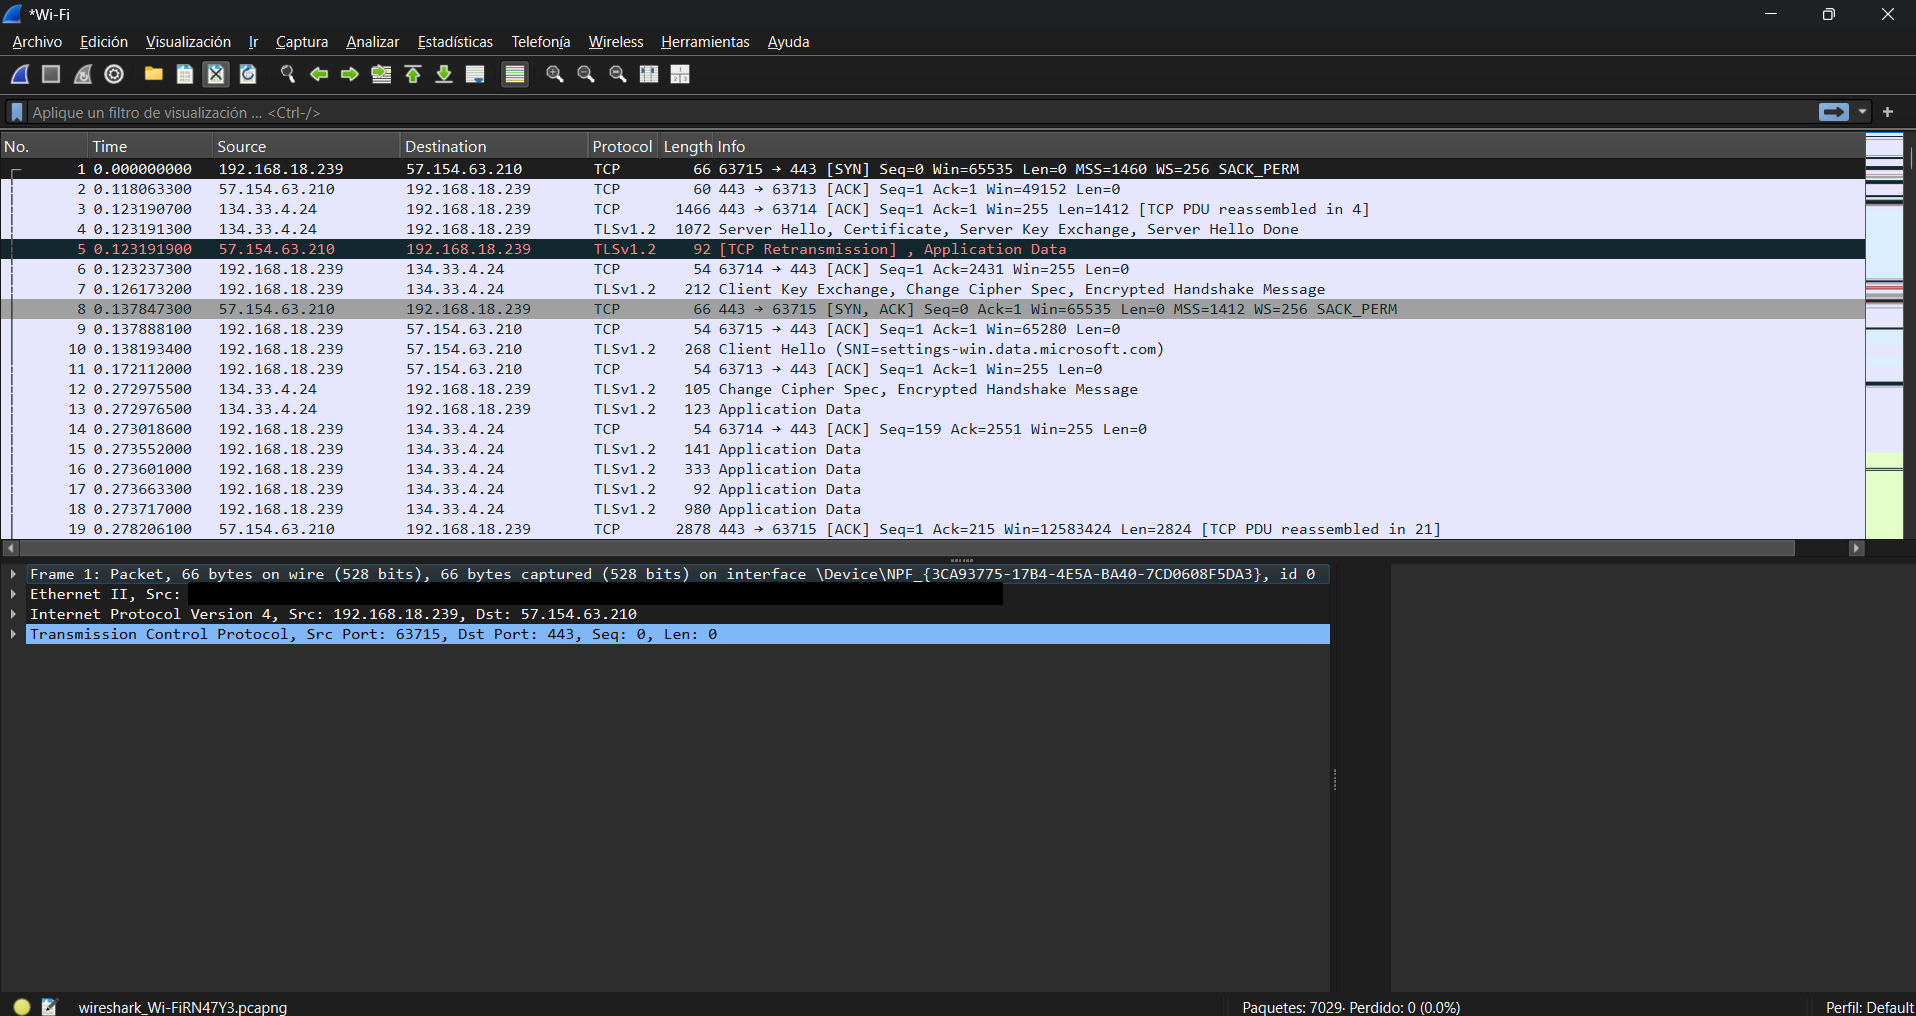 *Wi-Fi
Archivo Edición Visualización Ir Captura Analizar Estadísticas Telefonía Wireless Herramientas Ayuda
Aplique un filtro de visualización ... <Ctrl-/>
No. Time Source Destination Protocol Length Info
1 0.000000000 192.168.18.239 57.154.63.210 TCP 66 63715 → 443 [SYN] Seq=0 Win=65535 Len=0 MSS=1460 WS=256 SACK_PERM
2 0.118063300 57.154.63.210 192.168.18.239 TCP 60 443 → 63713 [ACK] Seq=1 Ack=1 Win=49152 Len=0
3 0.123190700 134.33.4.24 192.168.18.239 TCP 1466 443 → 63714 [ACK] Seq=1 Ack=1 Win=255 Len=1412 [TCP PDU reassembled in 4]
4 0.123191300 134.33.4.24 192.168.18.239 TLSv1.2 1072 Server Hello, Certificate, Server Key Exchange, Server Hello Done
5 0.123191900 57.154.63.210 192.168.18.239 TLSv1.2 92 [TCP Retransmission] , Application Data
6 0.123237300 192.168.18.239 134.33.4.24 TCP 54 63714 → 443 [ACK] Seq=1 Ack=2431 Win=255 Len=0
7 0.126173200 192.168.18.239 134.33.4.24 TLSv1.2 212 Client Key Exchange, Change Cipher Spec, Encrypted Handshake Message
8 0.137847300 57.154.63.210 192.168.18.239 TCP 66 443 → 63715 [SYN, ACK] Seq=0 Ack=1 Win=65535 Len=0 MSS=1412 WS=256 SACK_PERM
9 0.137888100 192.168.18.239 57.154.63.210 TCP 54 63715 → 443 [ACK] Seq=1 Ack=1 Win=65280 Len=0
10 0.138193400 192.168.18.239 57.154.63.210 TLSv1.2 268 Client Hello (SNI=settings-win.data.microsoft.com)
11 0.172112000 192.168.18.239 57.154.63.210 TCP 54 63713 → 443 [ACK] Seq=1 Ack=1 Win=255 Len=0
12 0.272975500 134.33.4.24 192.168.18.239 TLSv1.2 105 Change Cipher Spec, Encrypted Handshake Message
13 0.272976500 134.33.4.24 192.168.18.239 TLSv1.2 123 Application Data
14 0.273018600 192.168.18.239 134.33.4.24 TCP 54 63714 → 443 [ACK] Seq=159 Ack=2551 Win=255 Len=0
15 0.273552000 192.168.18.239 134.33.4.24 TLSv1.2 141 Application Data
16 0.273601000 192.168.18.239 134.33.4.24 TLSv1.2 333 Application Data
17 0.273663300 192.168.18.239 134.33.4.24 TLSv1.2 92 Application Data
18 0.273717000 192.168.18.239 134.33.4.24 TLSv1.2 980 Application Data
19 0.278206100 57.154.63.210 192.168.18.239 TCP 2878 443 → 63715 [ACK] Seq=1 Ack=215 Win=12583424 Len=2824 [TCP PDU reassembled in 21]
Frame 1: Packet, 66 bytes on wire (528 bits), 66 bytes captured (528 bits) on interface \Device\NPF_{3CA93775-17B4-4E5A-BA40-7CD0608F5DA3}, id 0
Ethernet II, Src:
Internet Protocol Version 4, Src: 192.168.18.239, Dst: 57.154.63.210
Transmission Control Protocol, Src Port: 63715, Dst Port: 443, Seq: 0, Len: 0
wireshark_Wi-FiRN47Y3.pcapng Paquetes: 7029· Perdido: 0 (0.0%) Perfil: Default